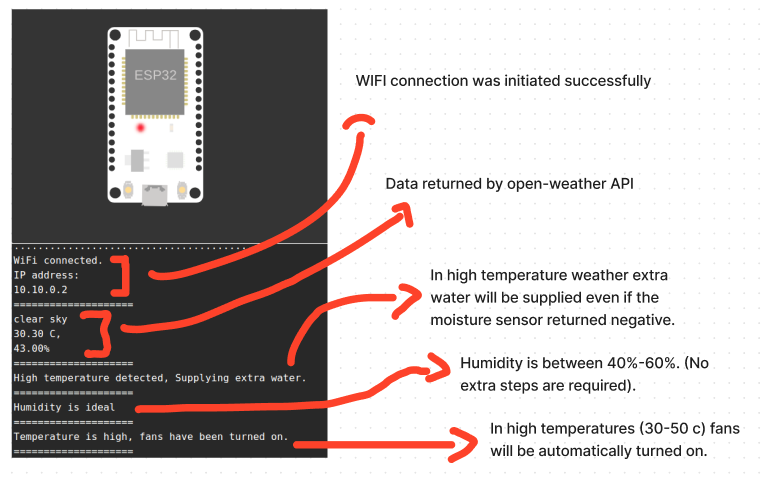 ESP32
WIFI connection was initiated successfully
Data returned by open-weather API
WiFi connected.
IP address:
10.10.0.2
====================
clear sky
30.30 C,
43.00%
====================
High temperature detected, Supplying extra water.
====================
Humidity is ideal
====================
Temperature is high, fans have been turned on.
====================
In high temperature weather extra
water will be supplied even if the
moisture sensor returned negative.
Humidity is between 40%-60%. (No
extra steps are required).
In high temperatures (30-50 c) fans
will be automatically turned on.